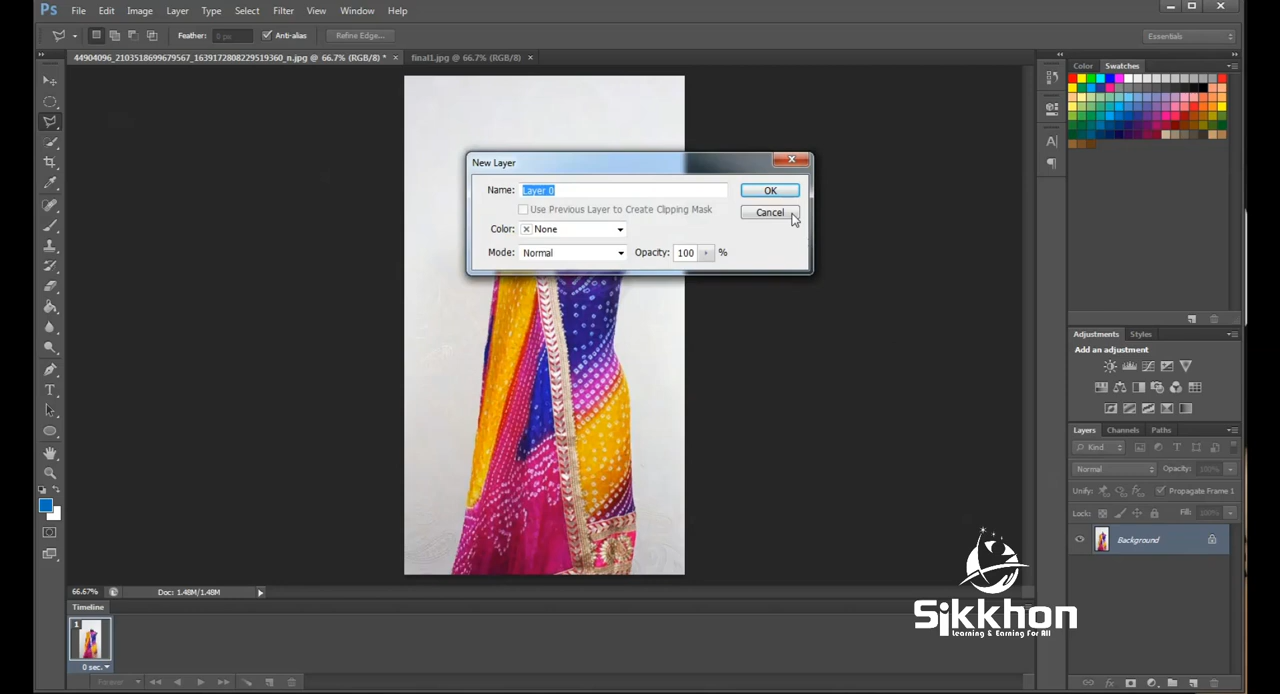 Ps File Edit Image Layer Type Select Filter View Window Help
Feather: 0 px Anti-alias Refine Edge... Essentials
44904096_2103518699679567_1639172808229519360_n.jpg @ 66.7% (RGB/8) * × final1.jpg @ 66.7% (RGB/8) ×
Color Swatches
New Layer
Name: Layer 0 OK
Use Previous Layer to Create Clipping Mask Cancel
Color: None
Mode: Normal Opacity: 100 %
Adjustments Styles
Add an adjustment
Layers Channels Paths
Kind
Normal Opacity: 100%
Unify: Propagate Frame 1
Lock: Fill: 100%
Background
66.67% Doc: 1.48M/1.48M
Timeline
1
0 sec.
Forever
Sikkhon
Learning & Earning For All